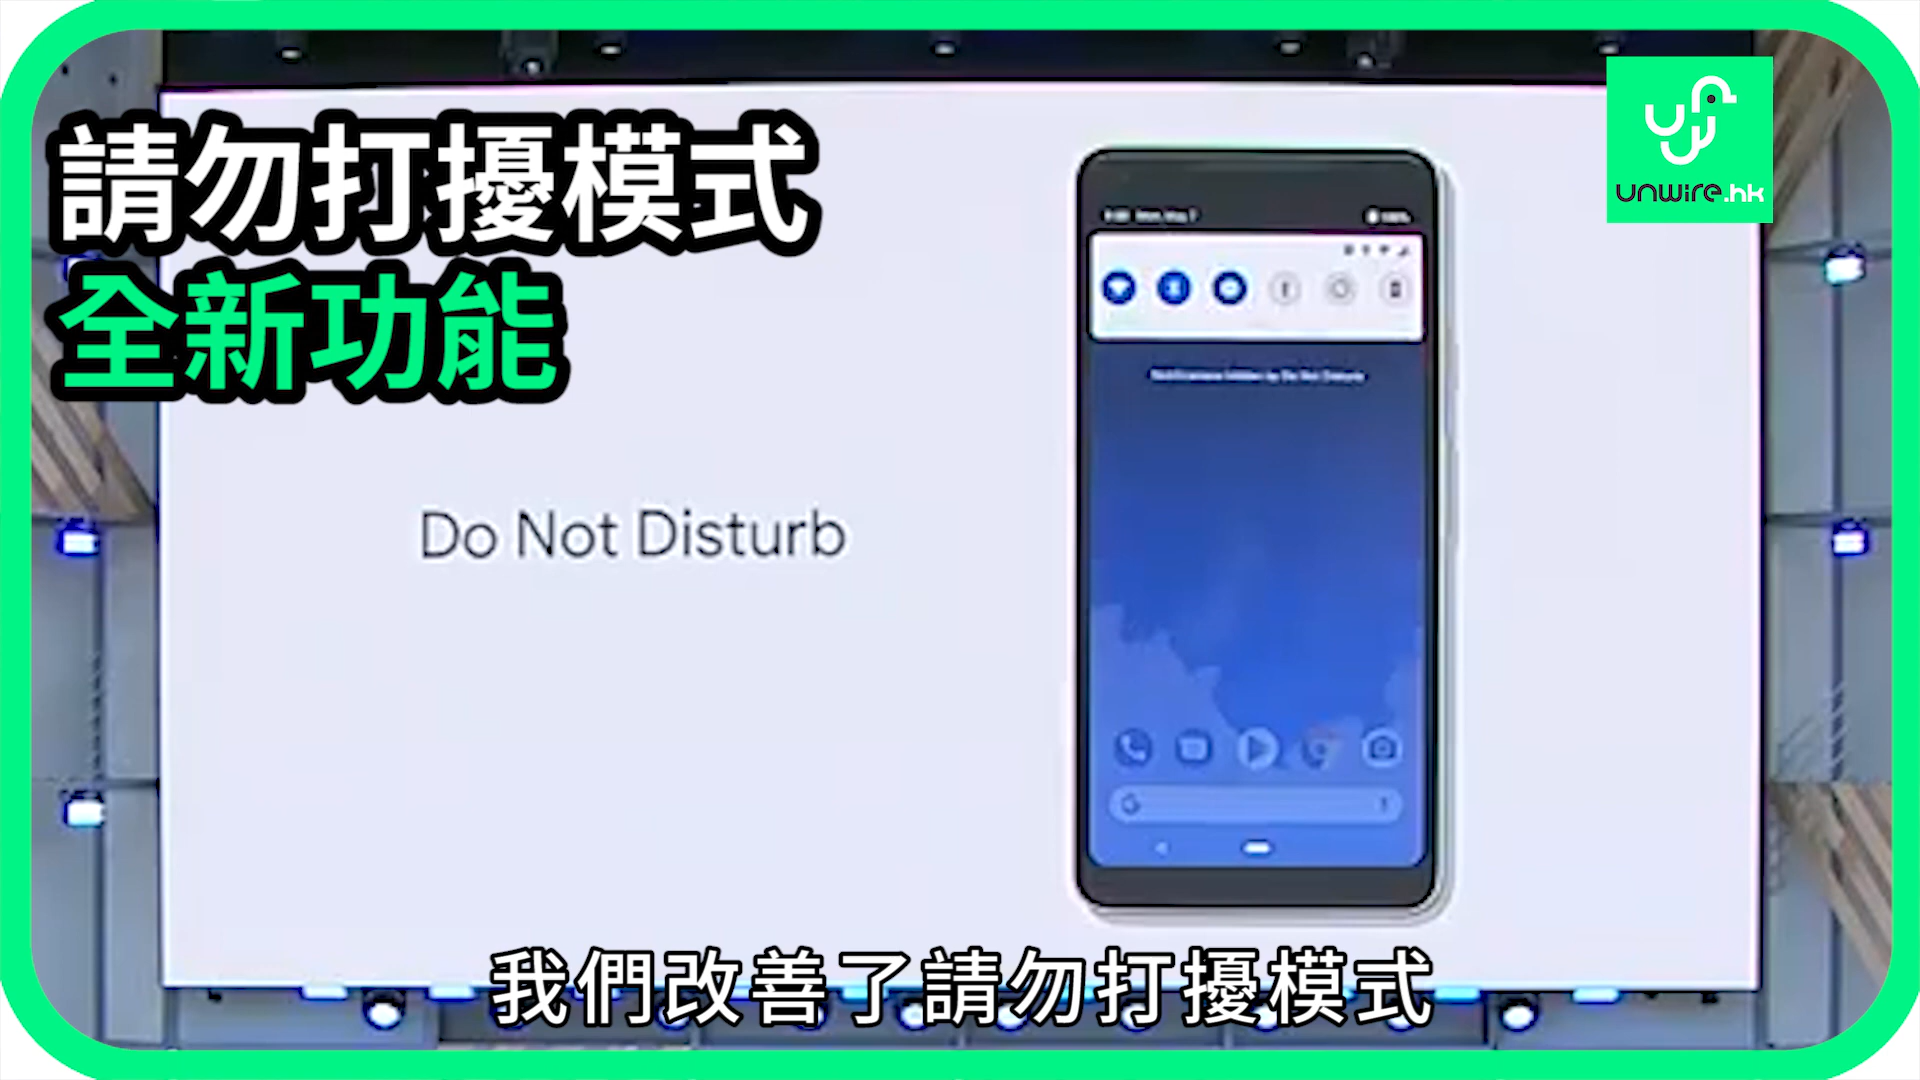 請勿打擾模式
全新功能
unwire.hk
Do Not Disturb
我們改善了請勿打擾模式